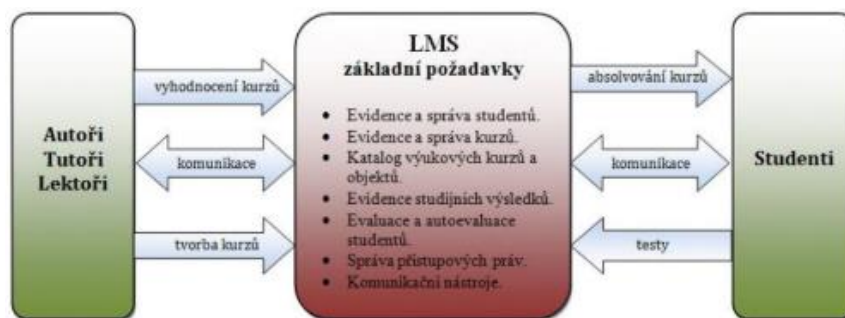 Autoři
Tutoři
Lektoři
vyhodnocení kurzů
komunikace
tvorba kurzů
LMS
základní požadavky
• Evidence a správa studentů.
• Evidence a správa kurzů.
• Katalog výukových kurzů a
objektů.
• Evidence studijních výsledků.
• Evaluace a autoevaluace
studentů.
• Správa přístupových práv.
• Komunikační nástroje.
absolvování kurzů
komunikace
testy
Studenti